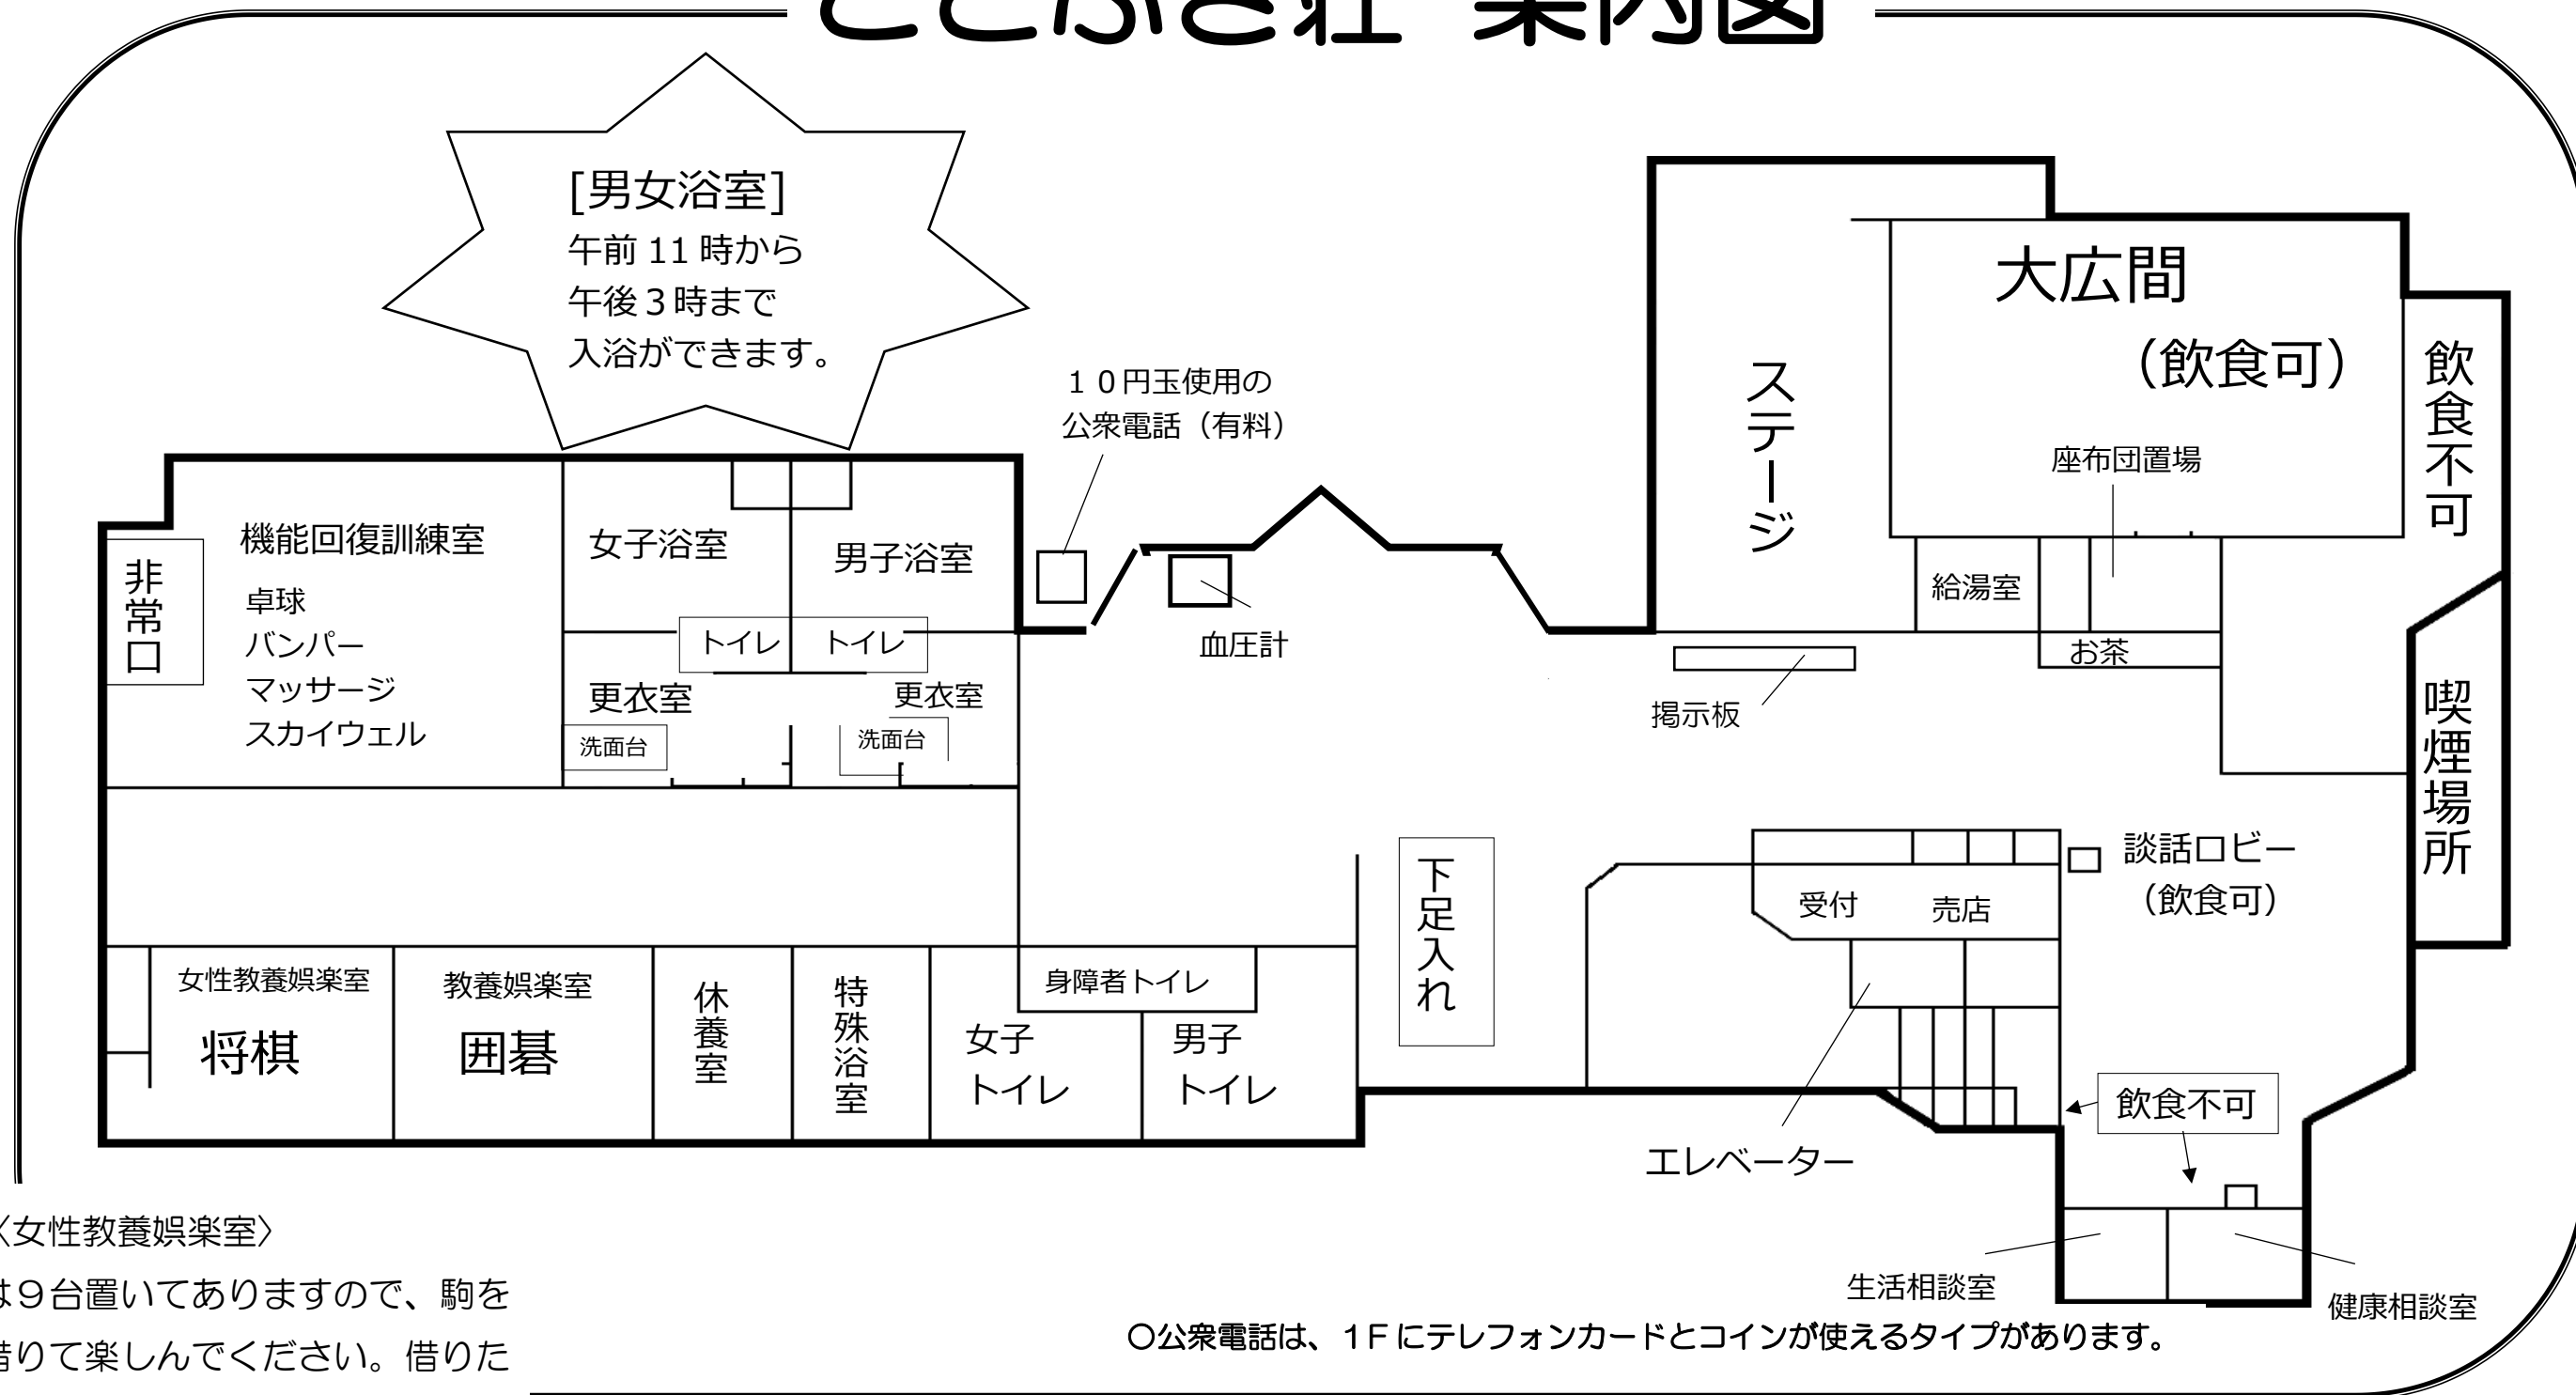 ことぶき荘 案内図
[男女浴室]
午前11時から
午後3時まで
入浴ができます。
１０円玉使用の
公衆電話（有料）
大広間
（飲食可）
飲食不可
ステージ
座布団置場
給湯室
お茶
掲示板
喫煙場所
血圧計
非常口
機能回復訓練室
卓球
バンパー
マッサージ
スカイウェル
女子浴室
男子浴室
トイレ
トイレ
更衣室
更衣室
洗面台
洗面台
下足入れ
受付
売店
談話ロビー
（飲食可）
女性教養娯楽室
将棋
教養娯楽室
囲碁
休養室
特殊浴室
身障者トイレ
女子
トイレ
男子
トイレ
エレベーター
飲食不可
生活相談室
健康相談室
〈女性教養娯楽室〉
は９台置いてありますので、駒を
借りて楽しんでください。借りた
○公衆電話は、１Ｆにテレフォンカードとコインが使えるタイプがあります。